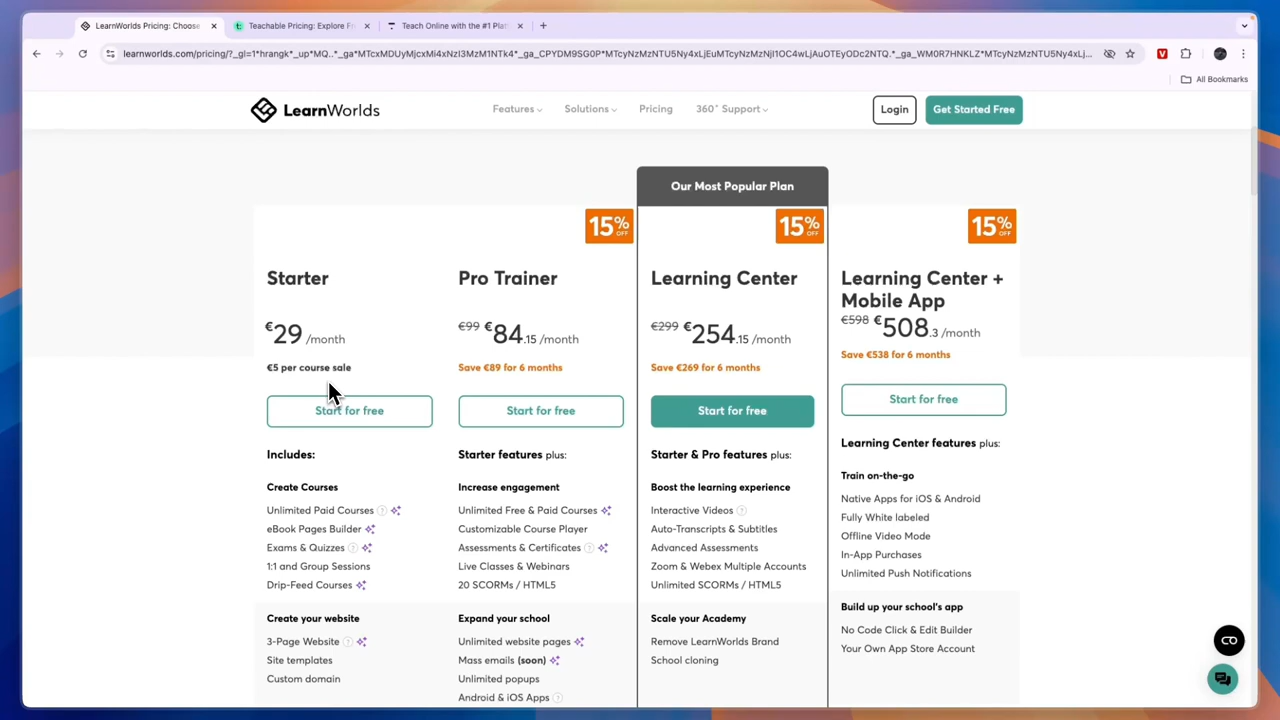 LearnWorlds Pricing: Choose
Teachable Pricing: Explore Fr
Teach Online with the #1 Plat
learnworlds.com/pricing/?_gl=1*hrangk*_up*MQ..*_ga*MTcxMDUyMjcxMi4xNzI3MzM1NTk4*_ga_CPYDM9SG0P*MTcyNzMzNTU5Ny4xLjEuMTcyNzMzNjI1OC4wLjAuOTEyODc2NTQ.*_ga_WM0R7HNKLZ*MTcyNzMzNTU5Ny4xLj...
All Bookmarks
LearnWorlds
Features
Solutions
Pricing
360° Support
Login
Get Started Free
Our Most Popular Plan
15% OFF
15% OFF
15% OFF
Starter
€29 /month
€5 per course sale
Start for free
Includes:
Create Courses
Unlimited Paid Courses
eBook Pages Builder
Exams & Quizzes
1:1 and Group Sessions
Drip-Feed Courses
Create your website
3-Page Website
Site templates
Custom domain
Pro Trainer
€99 €84.15 /month
Save €89 for 6 months
Start for free
Starter features plus:
Increase engagement
Unlimited Free & Paid Courses
Customizable Course Player
Assessments & Certificates
Live Classes & Webinars
20 SCORMs / HTML5
Expand your school
Unlimited website pages
Mass emails (soon)
Unlimited popups
Android & iOS Apps
Learning Center
€299 €254.15 /month
Save €269 for 6 months
Start for free
Starter & Pro features plus:
Boost the learning experience
Interactive Videos
Auto-Transcripts & Subtitles
Advanced Assessments
Zoom & Webex Multiple Accounts
Unlimited SCORMs / HTML5
Scale your Academy
Remove LearnWorlds Brand
School cloning
Learning Center +
Mobile App
€598 €508.3 /month
Save €538 for 6 months
Start for free
Learning Center features plus:
Train on-the-go
Native Apps for iOS & Android
Fully White labeled
Offline Video Mode
In-App Purchases
Unlimited Push Notifications
Build up your school's app
No Code Click & Edit Builder
Your Own App Store Account